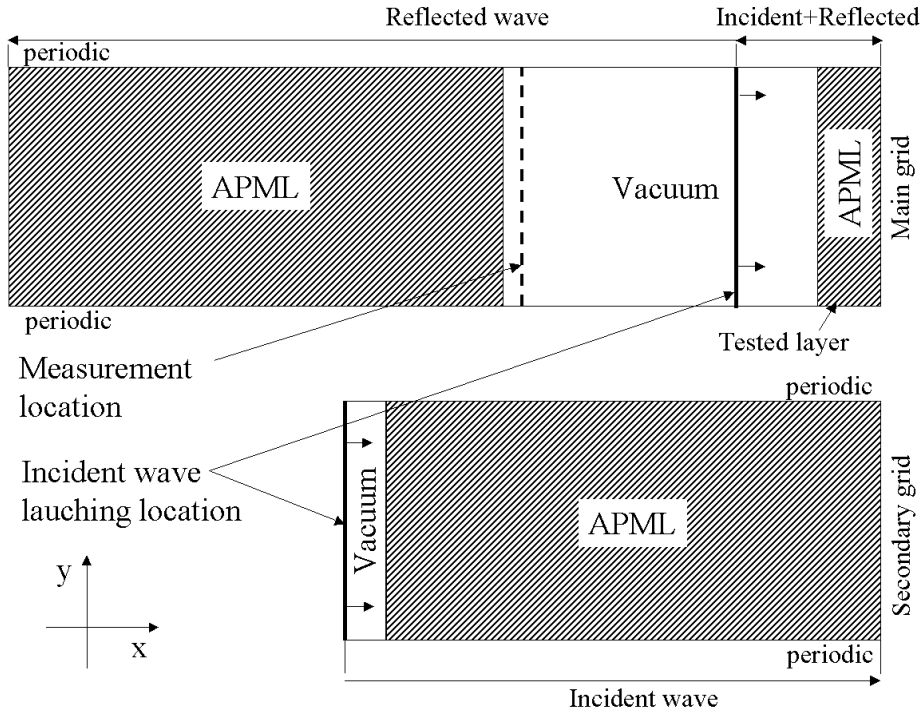 Reflected wave
Incident+Reflected
periodic
APML
Vacuum
APML
Main grid
periodic
Tested layer
Measurement
location
periodic
Incident wave
lauching location
Vacuum
APML
Secondary grid
y
x
periodic
Incident wave